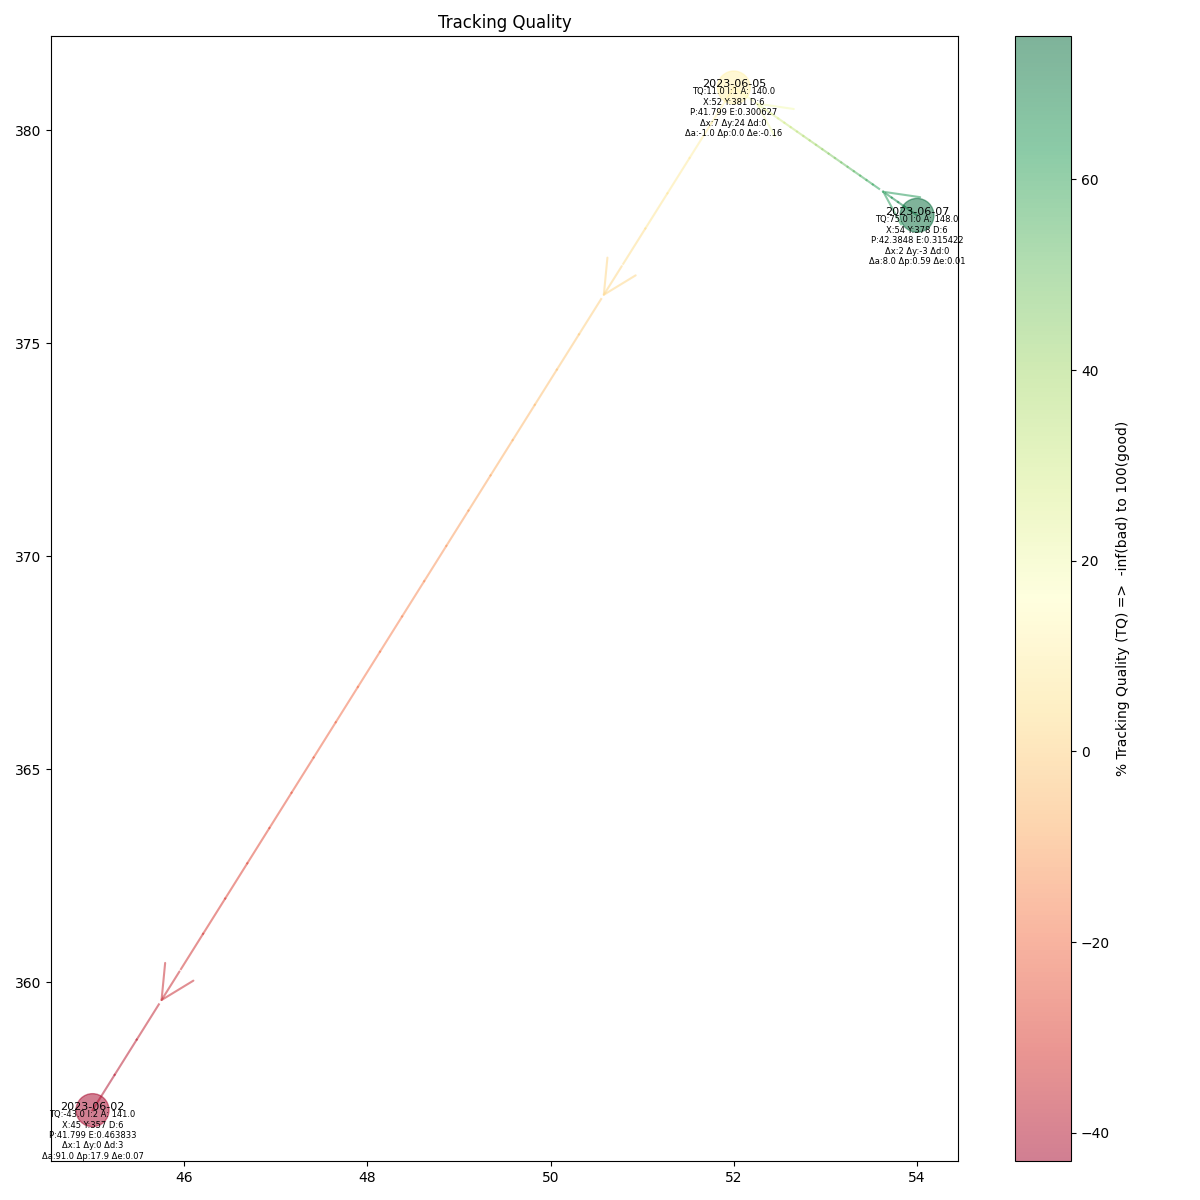 Tracking Quality
2023-06-05
TQ:11.0 I:1 A: 140.0
X:52 Y:381 D:6
P:41.799 E:0.300627
Δx:7 Δy:24 Δd:0
Δa:-1.0 Δp:0.0 Δe:-0.16
2023-06-07
TQ:75.0 I:0 A: 148.0
X:54 Y:378 D:6
P:42.3848 E:0.315422
Δx:2 Δy:-3 Δd:0
Δa:8.0 Δp:0.59 Δe:0.01
2023-06-02
TQ:-43.0 I:2 A: 141.0
X:45 Y:357 D:6
P:41.799 E:0.463833
Δx:1 Δy:0 Δd:3
Δa:91.0 Δp:17.9 Δe:0.07
380
375
370
365
360
46
48
50
52
54
60
40
20
0
−20
−40
% Tracking Quality (TQ) => -inf(bad) to 100(good)